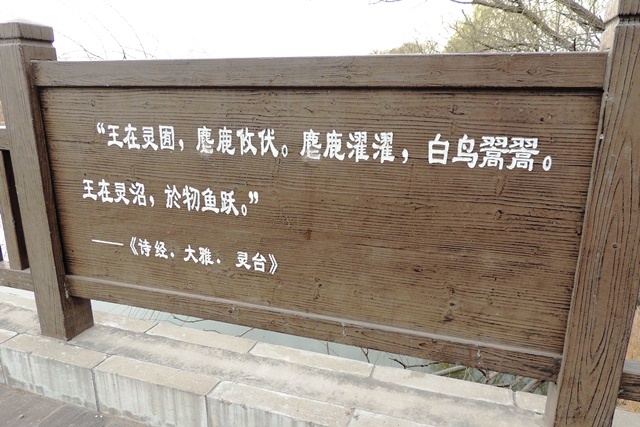 “王在灵囿，麀鹿攸伏。麀鹿濯濯，白鸟翯翯。
王在灵沼，於牣鱼跃。”
——《诗经·大雅·灵台》